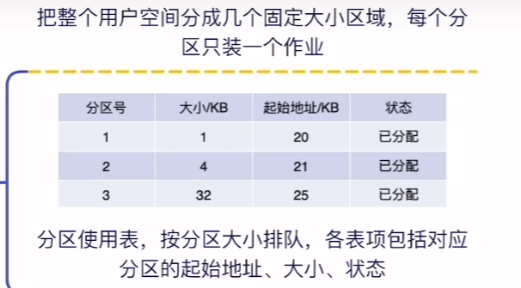 把整个用户空间分成几个固定大小区域，每个分
区只装一个作业
分区号 大小/KB 起始地址/KB 状态
1 1 20 已分配
2 4 21 已分配
3 32 25 已分配
分区使用表，按分区大小排队，各表项包括对应
分区的起始地址、大小、状态